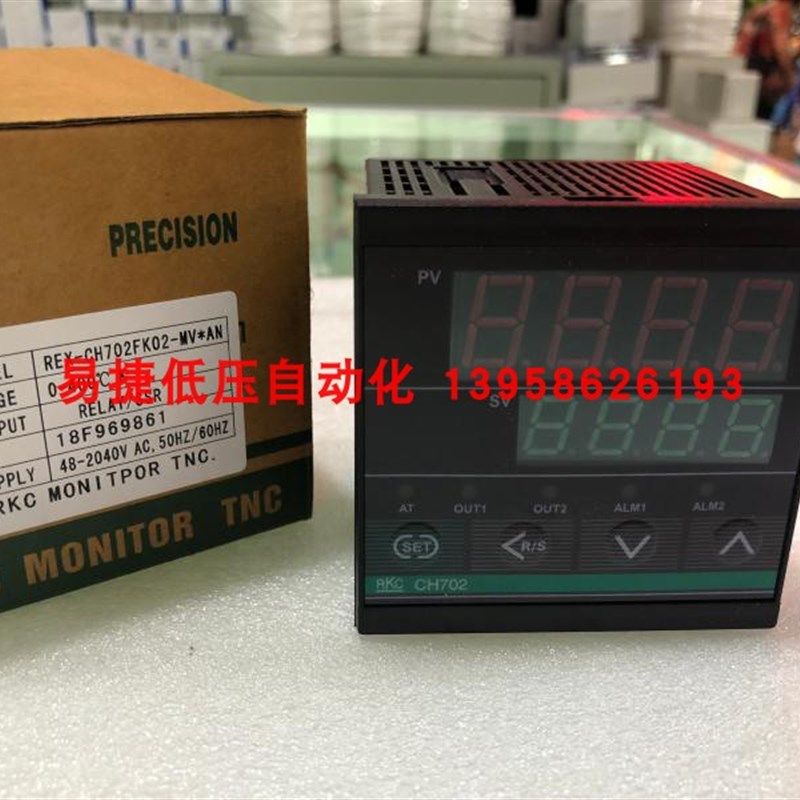 PRECISION
EL REX-CH702FK02-MV*AN
GE
PUT RELAY/SSR
18F969861
PPLY 48-2040V AC, 50HZ/60HZ
RKC MONITPOR TNC.
MONITOR TNC
易捷低压自动化 13958626193
PV
SV
AT OUT1 OUT2 ALM1 ALM2
SET <R/S
RKC CH702